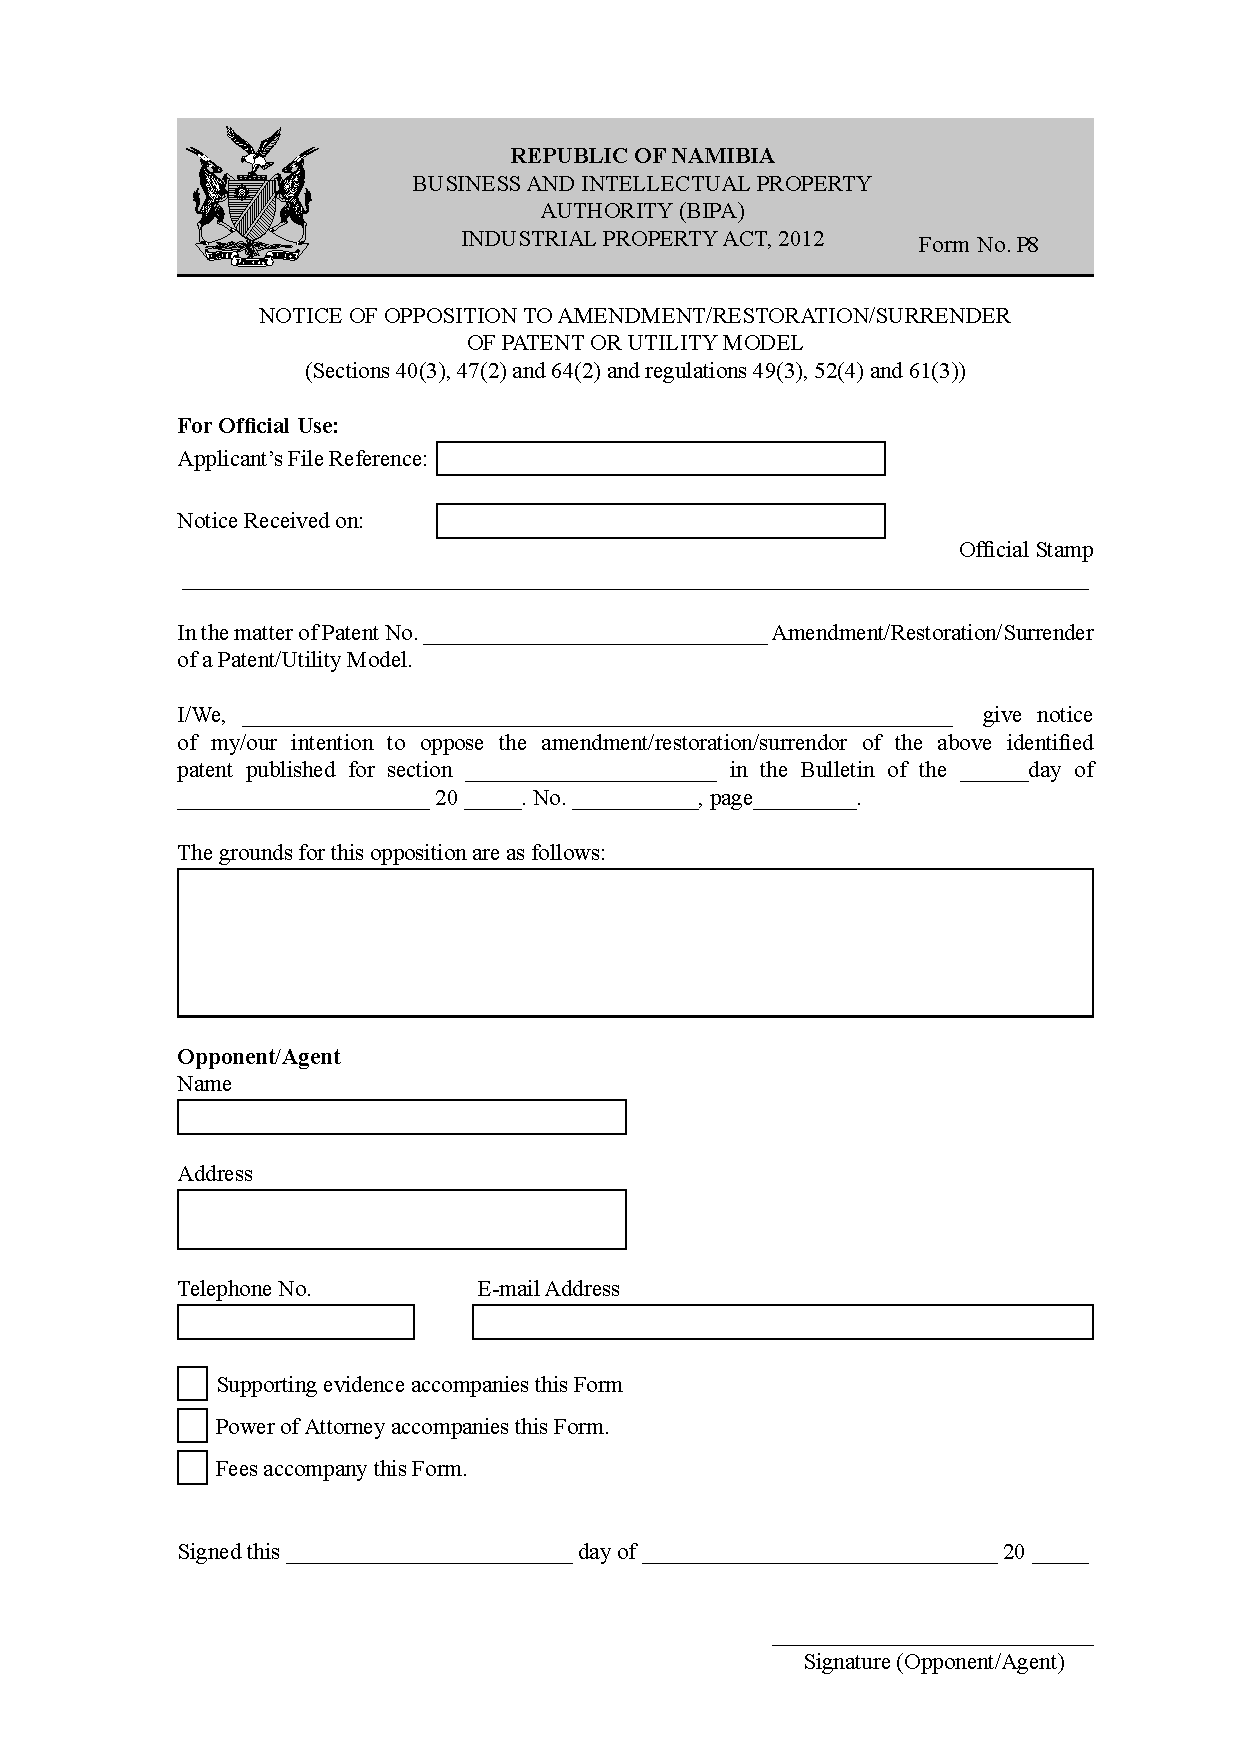 REPUBLIC OF NAMIBIA
BUSINESS AND INTELLECTUAL PROPERTY
AUTHORITY (BIPA)
INDUSTRIAL PROPERTY ACT, 2012
Form No. P8
NOTICE OF OPPOSITION TO AMENDMENT/RESTORATION/SURRENDER
OF PATENT OR UTILITY MODEL
(Sections 40(3), 47(2) and 64(2) and regulations 49(3), 52(4) and 61(3))
For Official Use:
Applicant’s File Reference:
Notice Received on:
Official Stamp
In the matter of Patent No. ______________________________ Amendment/Restoration/Surrender
of a Patent/Utility Model.
I/We, ______________________________________________________________ give notice
of my/our intention to oppose the amendment/restoration/surrendor of the above identified
patent published for section ______________________ in the Bulletin of the ______day of
______________________ 20 _____. No. ___________, page_________.
The grounds for this opposition are as follows:
Opponent/Agent
Name
Address
Telephone No. E-mail Address
Supporting evidence accompanies this Form
Power of Attorney accompanies this Form.
Fees accompany this Form.
Signed this _________________________ day of _______________________________ 20 _____
Signature (Opponent/Agent)